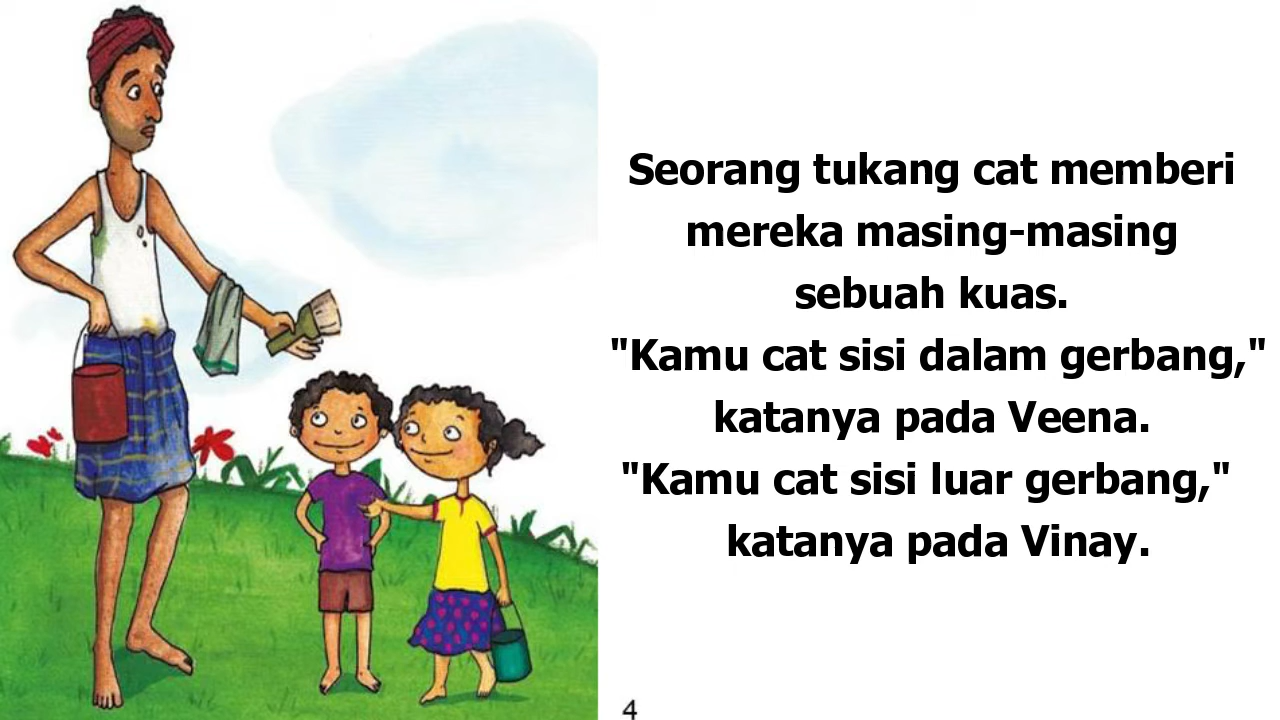 Seorang tukang cat memberi
mereka masing-masing
sebuah kuas.
"Kamu cat sisi dalam gerbang,"
katanya pada Veena.
"Kamu cat sisi luar gerbang,"
katanya pada Vinay.
4